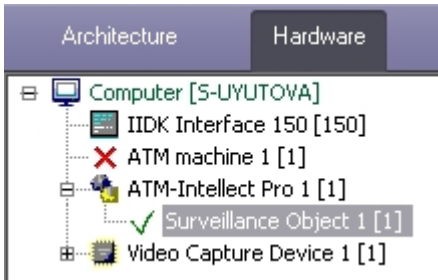 Architecture Hardware
Computer [S-UYUTOVA]
IIDK Interface 150 [150]
ATM machine 1 [1]
ATM-Intellect Pro 1 [1]
Surveillance Object 1 [1]
Video Capture Device 1 [1]